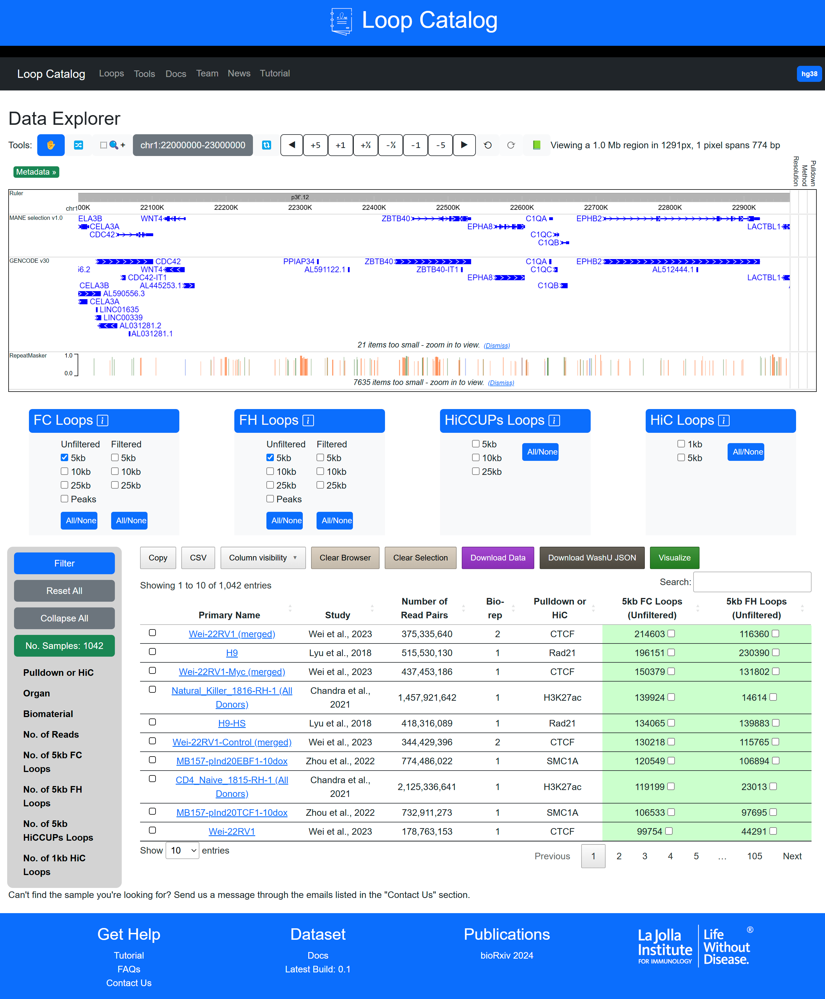 Loop Catalog
Loop Catalog Loops Tools Docs Team News Tutorial hg38
Data Explorer
Tools: + chr1:22000000-23000000 ◀ +5 +1 +⅓ -⅓ -1 -5 ▶ Viewing a 1.0 Mb region in 1291px, 1 pixel spans 774 bp
Metadata » Resolution Method Pulldown
Ruler p36.12
chr1 00K 22100K 22200K 22300K 22400K 22500K 22600K 22700K 22800K 22900K
MANE selection v1.0 ELA3B WNT4 ZBTB40 C1QA EPHB2
CELA3A EPHA8 LACTBL1
CDC42 C1QC
C1QB
GENCODE v30 CDC42 PPIAP34 ZBTB40 C1QA EPHB2
6.2 WNT4 AL591122.1 ZBTB40-IT1 C1QC AL512444.1
CDC42-IT1 EPHA8 LACTBL1
CELA3B AL445253.1 C1QB
AL590556.3
CELA3A
LINC01635
LINC00339
AL031281.2
AL031281.1
21 items too small - zoom in to view. (Dismiss)
RepeatMasker 1.0
0.0
7635 items too small - zoom in to view. (Dismiss)
FC Loops i FH Loops i HiCCUPs Loops i HiC Loops i
Unfiltered Filtered Unfiltered Filtered 5kb All/None 1kb All/None
5kb 5kb 5kb 5kb 10kb 5kb
10kb 10kb 10kb 10kb 25kb
25kb 25kb 25kb 25kb
Peaks Peaks
All/None All/None All/None All/None
Filter
Reset All
Collapse All
No. Samples: 1042
Pulldown or HiC
Organ
Biomaterial
No. of Reads
No. of 5kb FC
Loops
No. of 5kb FH
Loops
No. of 5kb
HiCCUPs Loops
No. of 1kb HiC
Loops
Copy CSV Column visibility ▼ Clear Browser Clear Selection Download Data Download WashU JSON Visualize
Showing 1 to 10 of 1,042 entries Search:
Primary Name Study Number of Read Pairs Bio-rep Pulldown or HiC 5kb FC Loops (Unfiltered) 5kb FH Loops (Unfiltered)
Wei-22RV1 (merged) Wei et al., 2023 375,335,640 2 CTCF 214603 116360
H9 Lyu et al., 2018 515,530,130 1 Rad21 196151 230390
Wei-22RV1-Myc (merged) Wei et al., 2023 437,453,186 1 CTCF 150379 131802
Natural_Killer_1816-RH-1 (All Donors) Chandra et al., 2021 1,457,921,642 1 H3K27ac 139924 14614
H9-HS Lyu et al., 2018 418,316,089 1 Rad21 134065 139883
Wei-22RV1-Control (merged) Wei et al., 2023 344,429,396 2 CTCF 130218 115765
MB157-pInd20EBF1-10dox Zhou et al., 2022 774,486,022 1 SMC1A 120549 106894
CD4_Naive_1815-RH-1 (All Donors) Chandra et al., 2021 2,125,336,641 1 H3K27ac 119199 23013
MB157-pInd20TCF1-10dox Zhou et al., 2022 732,911,273 1 SMC1A 106533 97695
Wei-22RV1 Wei et al., 2023 178,763,153 1 CTCF 99754 44291
Show 10 entries Previous 1 2 3 4 5 … 105 Next
Can't find the sample you're looking for? Send us a message through the emails listed in the "Contact Us" section.
Get Help
Tutorial
FAQs
Contact Us
Dataset
Docs
Latest Build: 0.1
Publications
bioRxiv 2024
La Jolla
Institute
FOR IMMUNOLOGY
Life
Without
Disease.
®